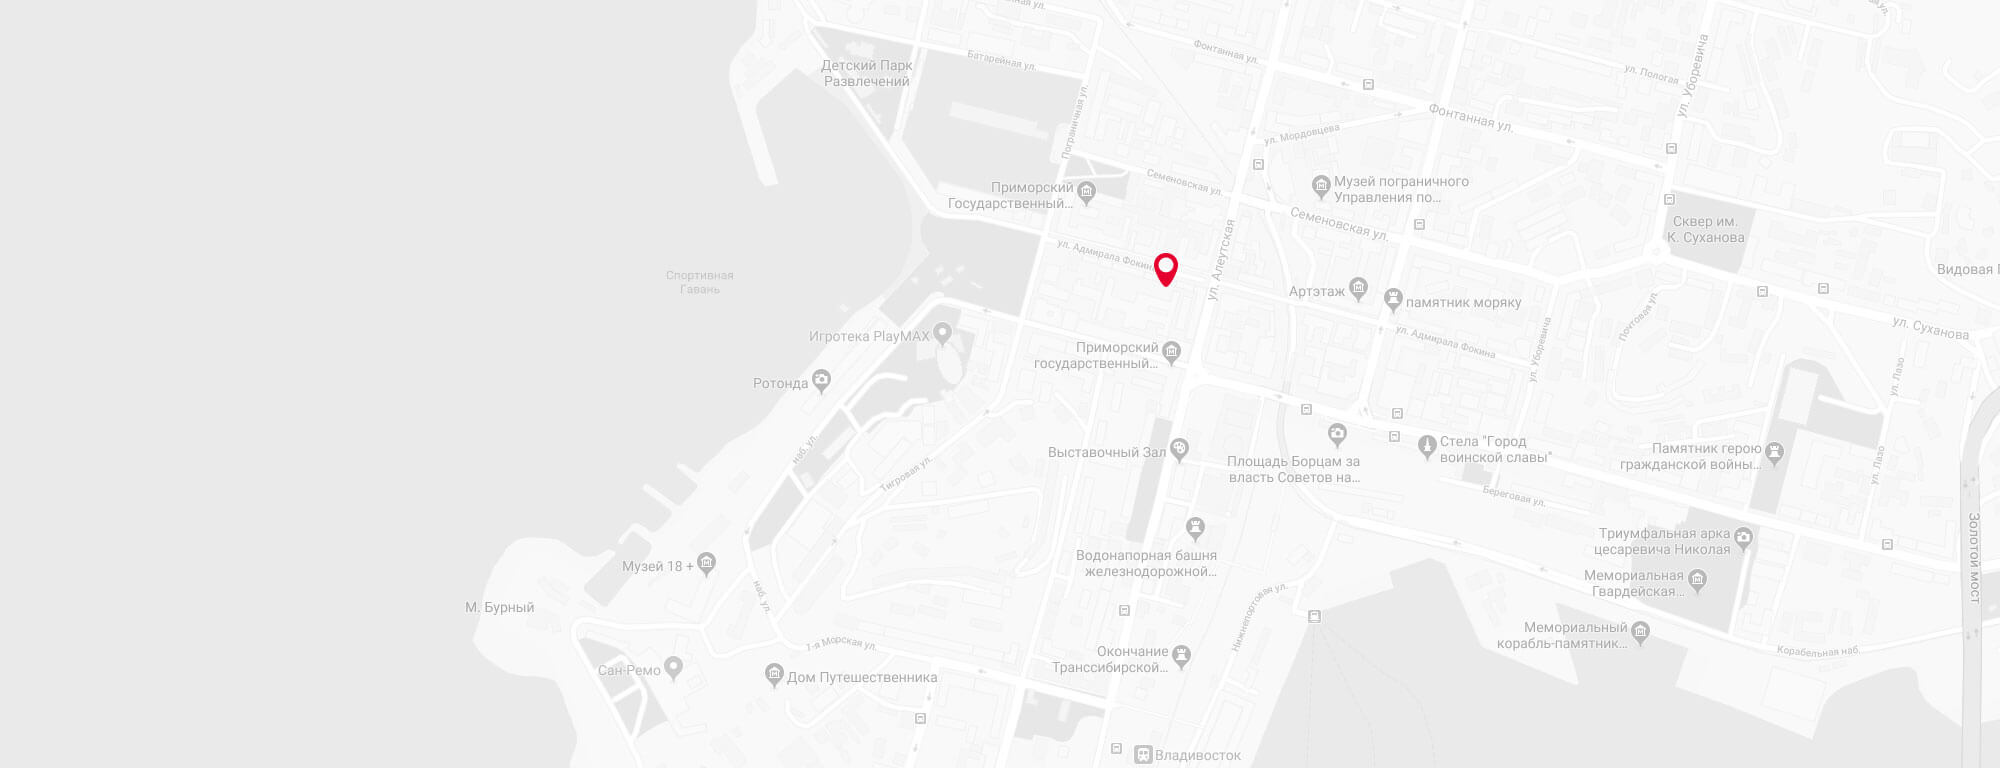 Фонтанная ул.
Батарейная ул.
Детский Парк
Развлечений
ул. Пологая
ул. Уборевича
Фонтанная ул.
Пограничная ул.
ул. Мордовцева
Семеновская ул.
Приморский
Государственный...
Музей пограничного
Управления по...
Семеновская ул.
Сквер им.
К. Суханова
ул. Адмирала Фокина
ул. Алеутская
Спортивная
Гавань
Видовая
Артэтаж
памятник моряку
Почтовая ул.
ул. Суханова
Игротека PlayMAX
ул. Адмирала Фокина
ул. Уборевича
Приморский
государственный...
Ротонда
ул. Лазо
наб. ул.
Выставочный Зал
Площадь Борцам за
власть Советов на...
Стела "Город
воинской славы"
Памятник герою
гражданской войны...
ул. Лазо
Тигровая ул.
Береговая ул.
Водонапорная башня
железнодорожной...
Триумфальная арка
цесаревича Николая
Золотой мост
Музей 18 +
Мемориальная
Гвардейская...
наб. ул.
М. Бурный
Нижнепортовая ул.
Мемориальный
корабль-памятник...
1-я Морская ул.
Корабельная наб.
Окончание
Транссибирской...
Сан-Ремо
Дом Путешественника
Владивосток